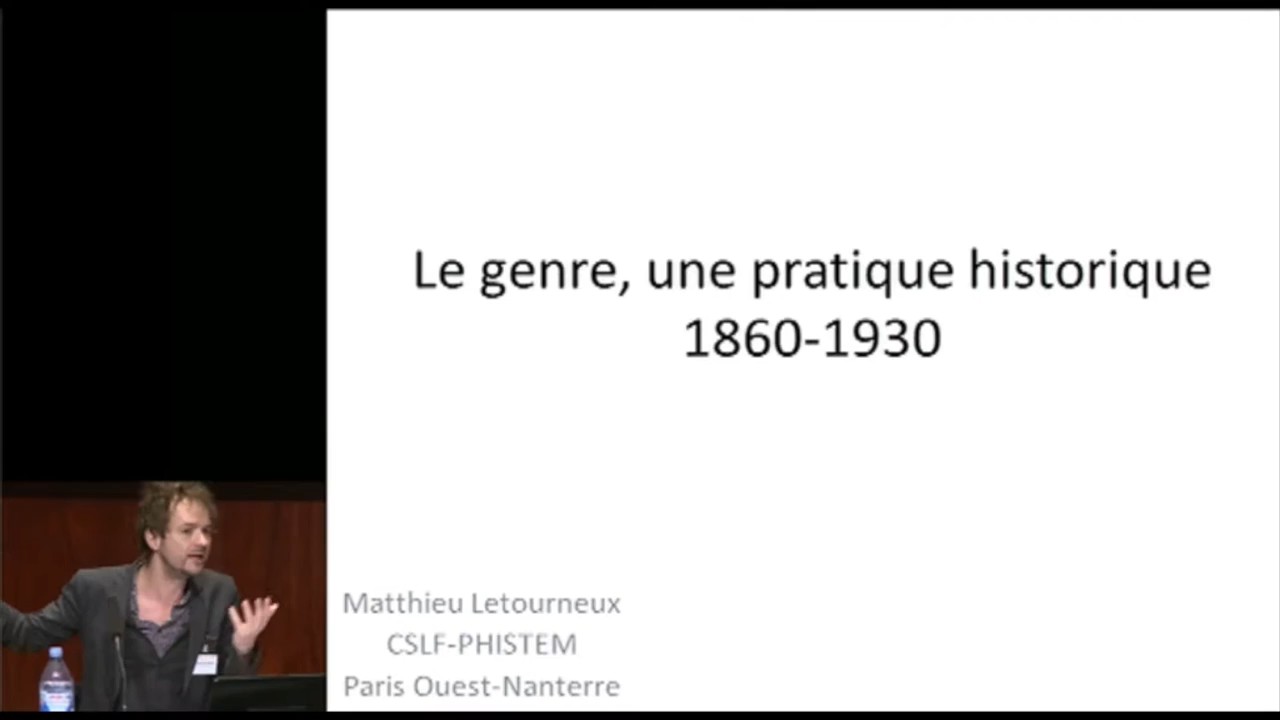 Le genre, une pratique historique
1860-1930
Matthieu Letourneux
CSLF-PHISTEM
Paris Ouest-Nanterre